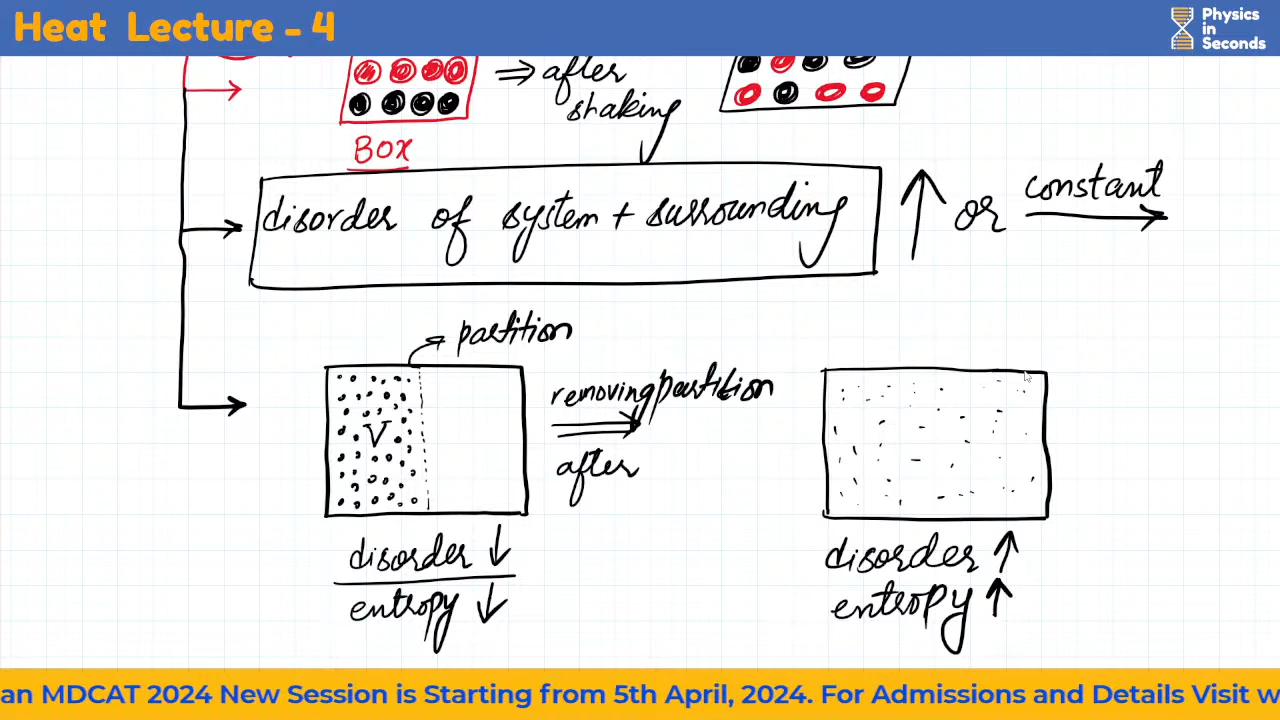 Heat Lecture - 4
Physics
in
Seconds
⇒ after
shaking
BOX
disorder of system + surrounding ↑ or constant
partition
removing partition
V
after
disorder ↓
entropy ↓
disorder ↑
entropy ↑
an MDCAT 2024 New Session is Starting from 5th April, 2024. For Admissions and Details Visit w